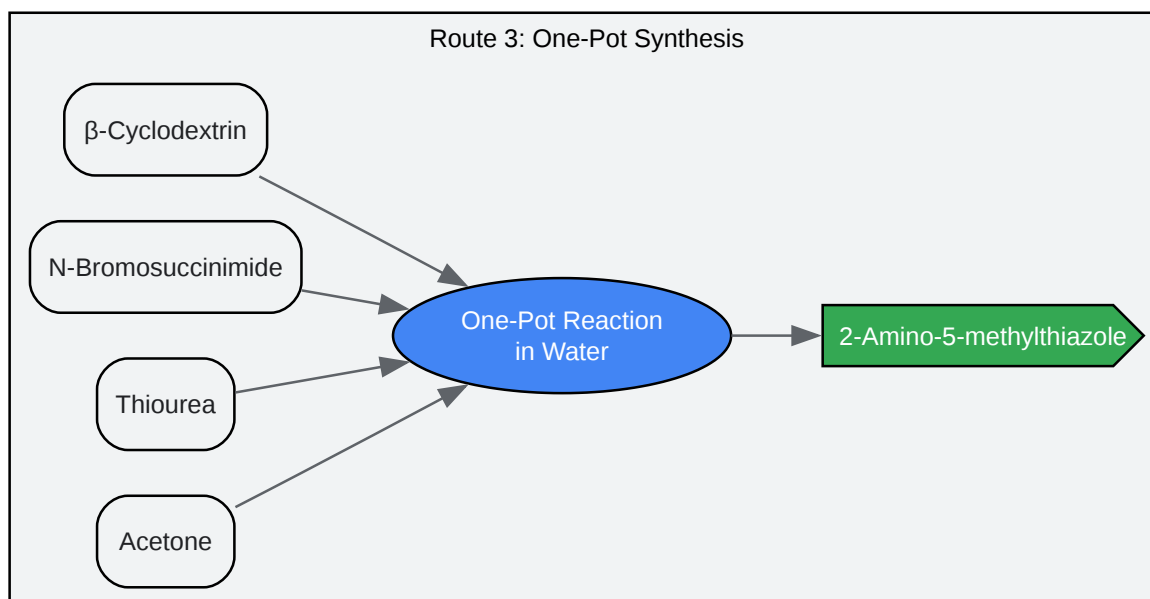 Route 3: One-Pot Synthesis
β-Cyclodextrin
N-Bromosuccinimide
Thiourea
Acetone
One-Pot Reaction
in Water
2-Amino-5-methylthiazole